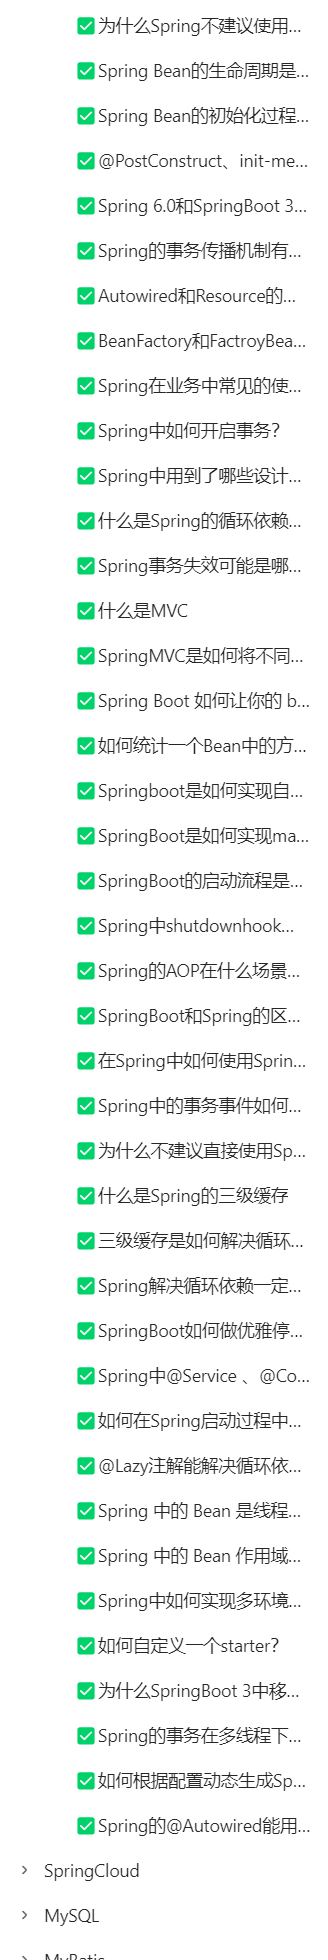 为什么Spring不建议使用...
Spring Bean的生命周期是...
Spring Bean的初始化过程...
@PostConstruct、init-me...
Spring 6.0和SpringBoot 3...
Spring的事务传播机制有...
Autowired和Resource的...
BeanFactory和FactroyBea...
Spring在业务中常见的使...
Spring中如何开启事务?
Spring中用到了哪些设计...
什么是Spring的循环依赖...
Spring事务失效可能是哪...
什么是MVC
SpringMVC是如何将不同...
Spring Boot 如何让你的 b...
如何统计一个Bean中的方...
Springboot是如何实现自...
SpringBoot是如何实现ma...
SpringBoot的启动流程是...
Spring中shutdownhook...
Spring的AOP在什么场景...
SpringBoot和Spring的区...
在Spring中如何使用Sprin...
Spring中的事务事件如何...
为什么不建议直接使用Sp...
什么是Spring的三级缓存
三级缓存是如何解决循环...
Spring解决循环依赖一定...
SpringBoot如何做优雅停...
Spring中@Service 、@Co...
如何在Spring启动过程中...
@Lazy注解能解决循环依...
Spring 中的 Bean 是线程...
Spring 中的 Bean 作用域...
Spring中如何实现多环境...
如何自定义一个starter?
为什么SpringBoot 3中移...
Spring的事务在多线程下...
如何根据配置动态生成Sp...
Spring的@Autowired能用...
SpringCloud
MySQL
MyBatis